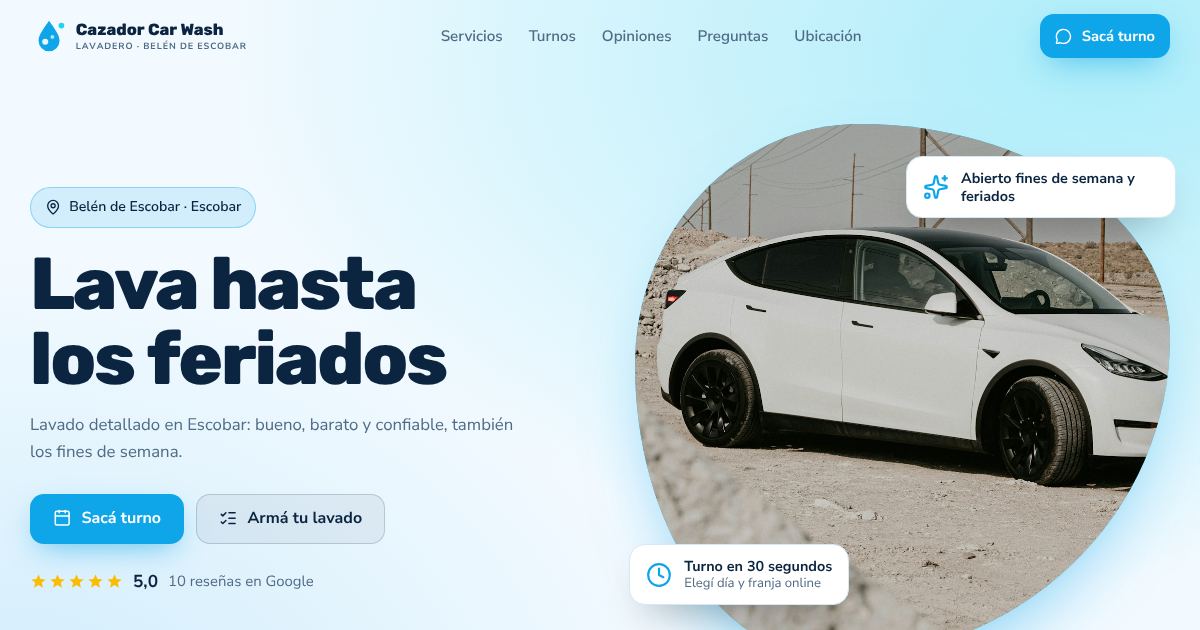 Cazador Car Wash
LAVADERO · BELÉN DE ESCOBAR
Servicios
Turnos
Opiniones
Preguntas
Ubicación
Sacá turno
Abierto fines de semana y
feriados
Belén de Escobar · Escobar
Lava hasta
los feriados
Lavado detallado en Escobar: bueno, barato y confiable, también
los fines de semana.
Sacá turno
Armá tu lavado
5,0 10 reseñas en Google
Turno en 30 segundos
Elegí día y franja online